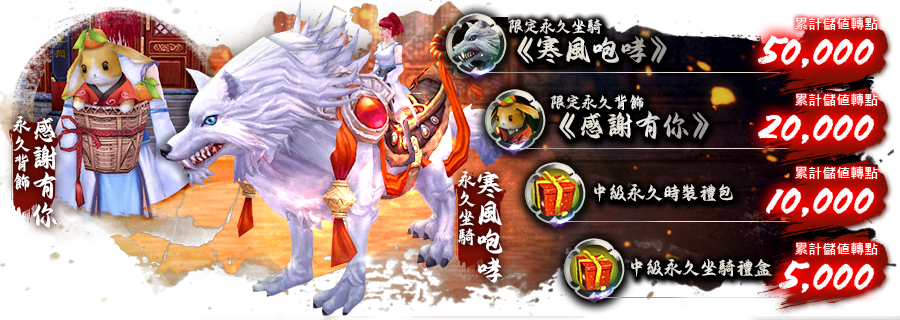 感謝有你
永久背飾
寒風咆哮
永久坐騎
限定永久坐騎
《寒風咆哮》
累計儲值轉點
50,000
限定永久背飾
《感謝有你》
累計儲值轉點
20,000
中級永久時裝禮包
累計儲值轉點
10,000
中級永久坐騎禮盒
累計儲值轉點
5,000